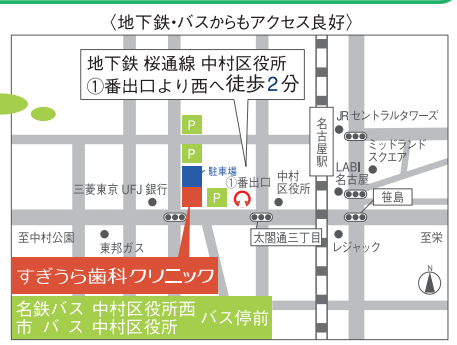 〈地下鉄・バスからもアクセス良好〉
地下鉄 桜通線 中村区役所
①番出口より西へ徒歩2分
P
P
P
駐車場
①番出口
中村
区役所
三菱東京 UFJ 銀行
名古屋駅
JR セントラルタワーズ
ミッドランド
スクエア
LABI
名古屋
笹島
至中村公園
東邦ガス
太閤通三丁目
レジャック
至栄
N
すぎうら歯科クリニック
名鉄バス 中村区役所西
市バス 中村区役所
バス停前